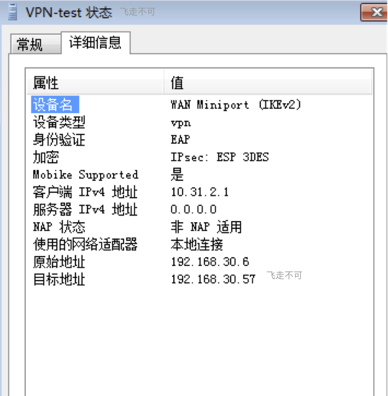 VPN-test 状态 飞走不可
常规 详细信息
属性 值
设备名 WAN Miniport (IKEv2)
设备类型 vpn
身份验证 EAP
加密 IPsec: ESP 3DES
Mobike Supported 是
客户端 IPv4 地址 10.31.2.1
服务器 IPv4 地址 0.0.0.0
NAP 状态 非 NAP 适用
使用的网络适配器 本地连接
原始地址 192.168.30.6
目标地址 192.168.30.57 飞走不可